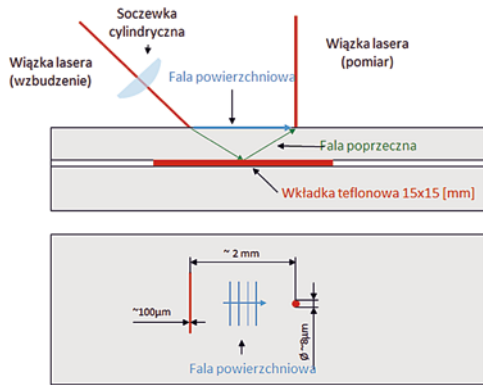 Soczewka
cylindryczna
Wiązka lasera
(wzbudzenie)
Wiązka lasera
(pomiar)
Fala powierzchniowa
Fala poprzeczna
Wkładka teflonowa 15x15 [mm]
~ 2 mm
~100µm
Ø ~8µm
Fala powierzchniowa